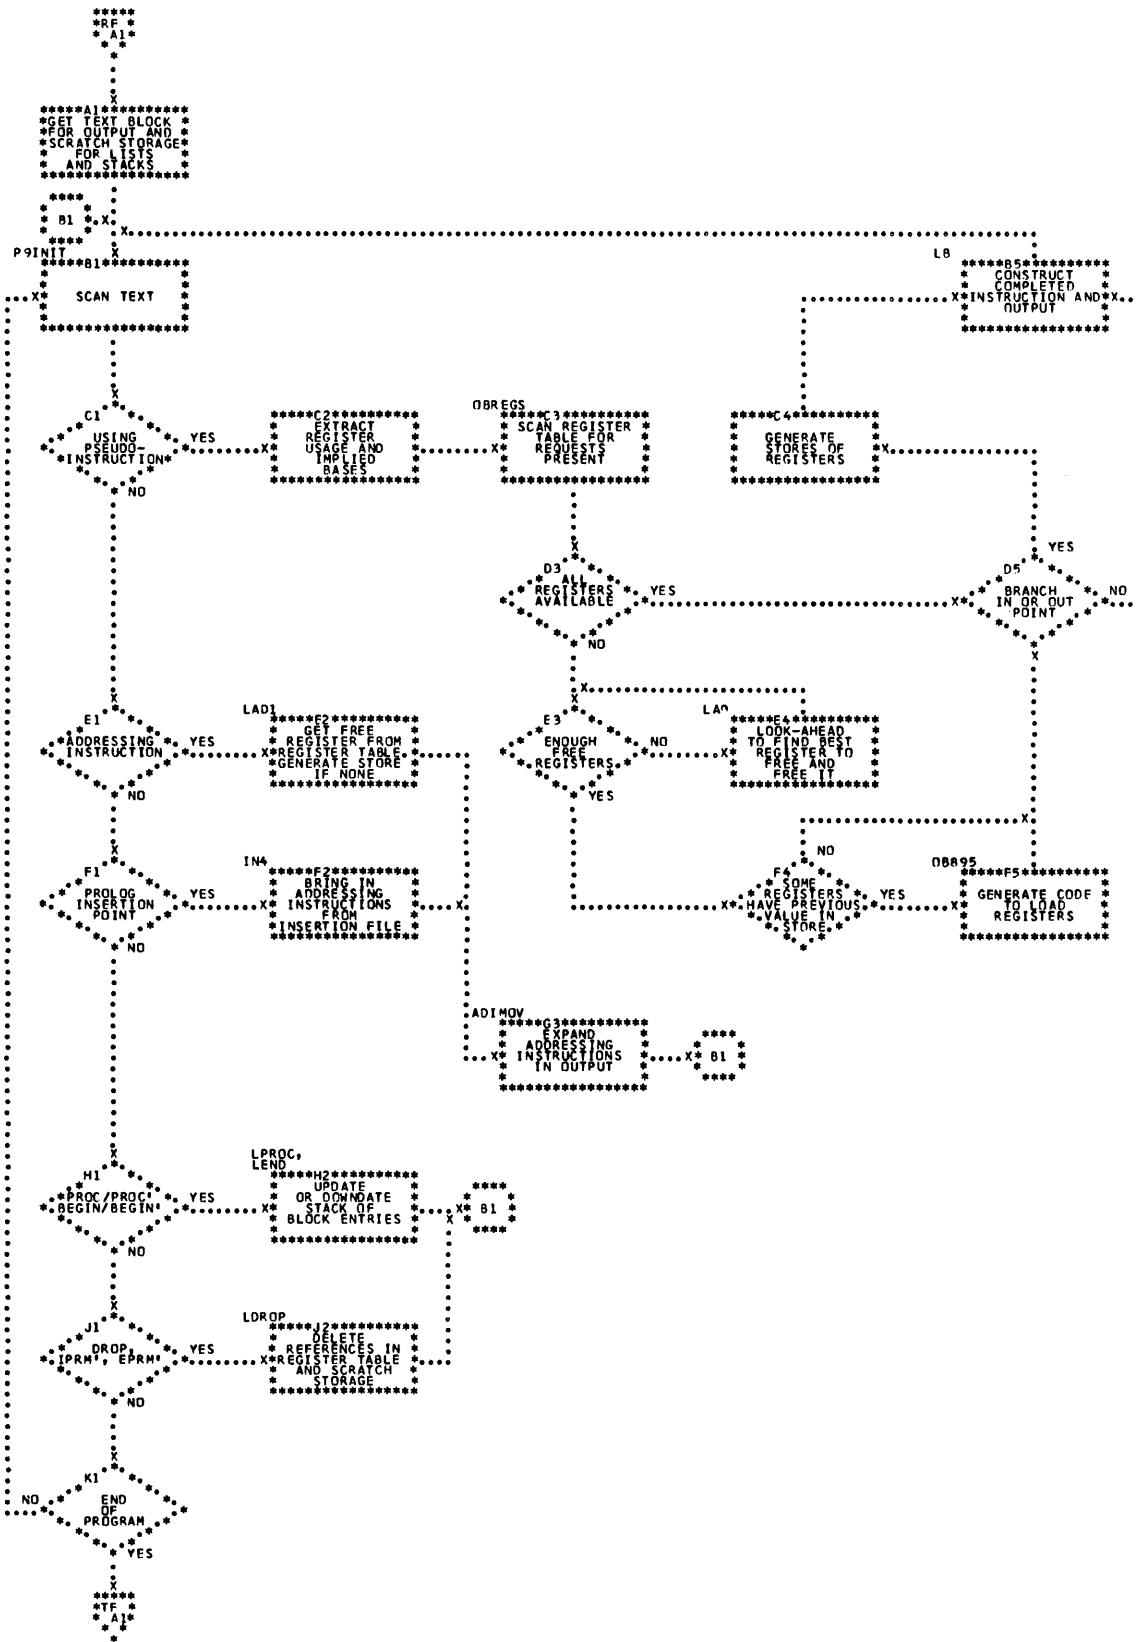 RF
A1
A1
GET TEXT BLOCK
FOR OUTPUT AND
SCRATCH STORAGE
FOR LISTS
AND STACKS
B1
P9INIT
B1
SCAN TEXT
LB
B5
CONSTRUCT
COMPLETED
INSTRUCTION AND
OUTPUT
C1
USING
PSEUDO-
INSTRUCTION
YES
NO
C2
EXTRACT
REGISTER
USAGE AND
IMPLIED
BASES
OBREGS
C3
SCAN REGISTER
TABLE FOR
REQUESTS
PRESENT
C4
GENERATE
STORES OF
REGISTERS
D3
ALL
REGISTERS
AVAILABLE
YES
NO
YES
D5
BRANCH
IN OR OUT
POINT
NO
E1
ADDRESSING
INSTRUCTION
YES
NO
LAD1
E2
GET FREE
REGISTER FROM
REGISTER TABLE.
GENERATE STORE
IF NONE
E3
ENOUGH
FREE
REGISTERS
NO
YES
E4
LOOK-AHEAD
TO FIND BEST
REGISTER TO
FREE AND
FREE IT
F1
PROLOG
INSERTION
POINT
YES
NO
IN4
F2
BRING IN
ADDRESSING
INSTRUCTIONS
FROM
INSERTION FILE
NO
F4
SOME
REGISTERS
HAVE PREVIOUS
VALUE IN
STORE
YES
OB895
F5
GENERATE CODE
TO LOAD
REGISTERS
ADIMOV
G3
EXPAND
ADDRESSING
INSTRUCTIONS
IN OUTPUT
B1
H1
PROC/PROC'
BEGIN/BEGIN'
YES
NO
LPROC,
LEND
H2
UPDATE
OR DOWNDATE
STACK OF
BLOCK ENTRIES
B1
J1
DROP,
IPRM', EPRM'
YES
NO
LDROP
J2
DELETE
REFERENCES IN
REGISTER TABLE
AND SCRATCH
STORAGE
K1
NO
END
OF
PROGRAM
YES
TF
A1